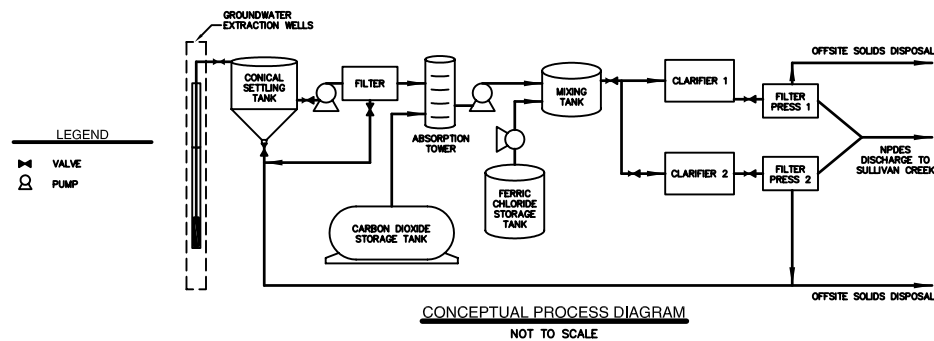 GROUNDWATER
EXTRACTION WELLS
OFFSITE SOLIDS DISPOSAL
CONICAL
SETTLING
TANK
FILTER
CLARIFIER 1
MIXING
TANK
FILTER
PRESS 1
LEGEND
VALVE
PUMP
ABSORPTION
TOWER
NPDES
DISCHARGE TO
SULLIVAN CREEK
CLARIFIER 2
FILTER
PRESS 2
FERRIC
CHLORIDE
STORAGE
TANK
CARBON DIOXIDE
STORAGE TANK
OFFSITE SOLIDS DISPOSAL
CONCEPTUAL PROCESS DIAGRAM
NOT TO SCALE